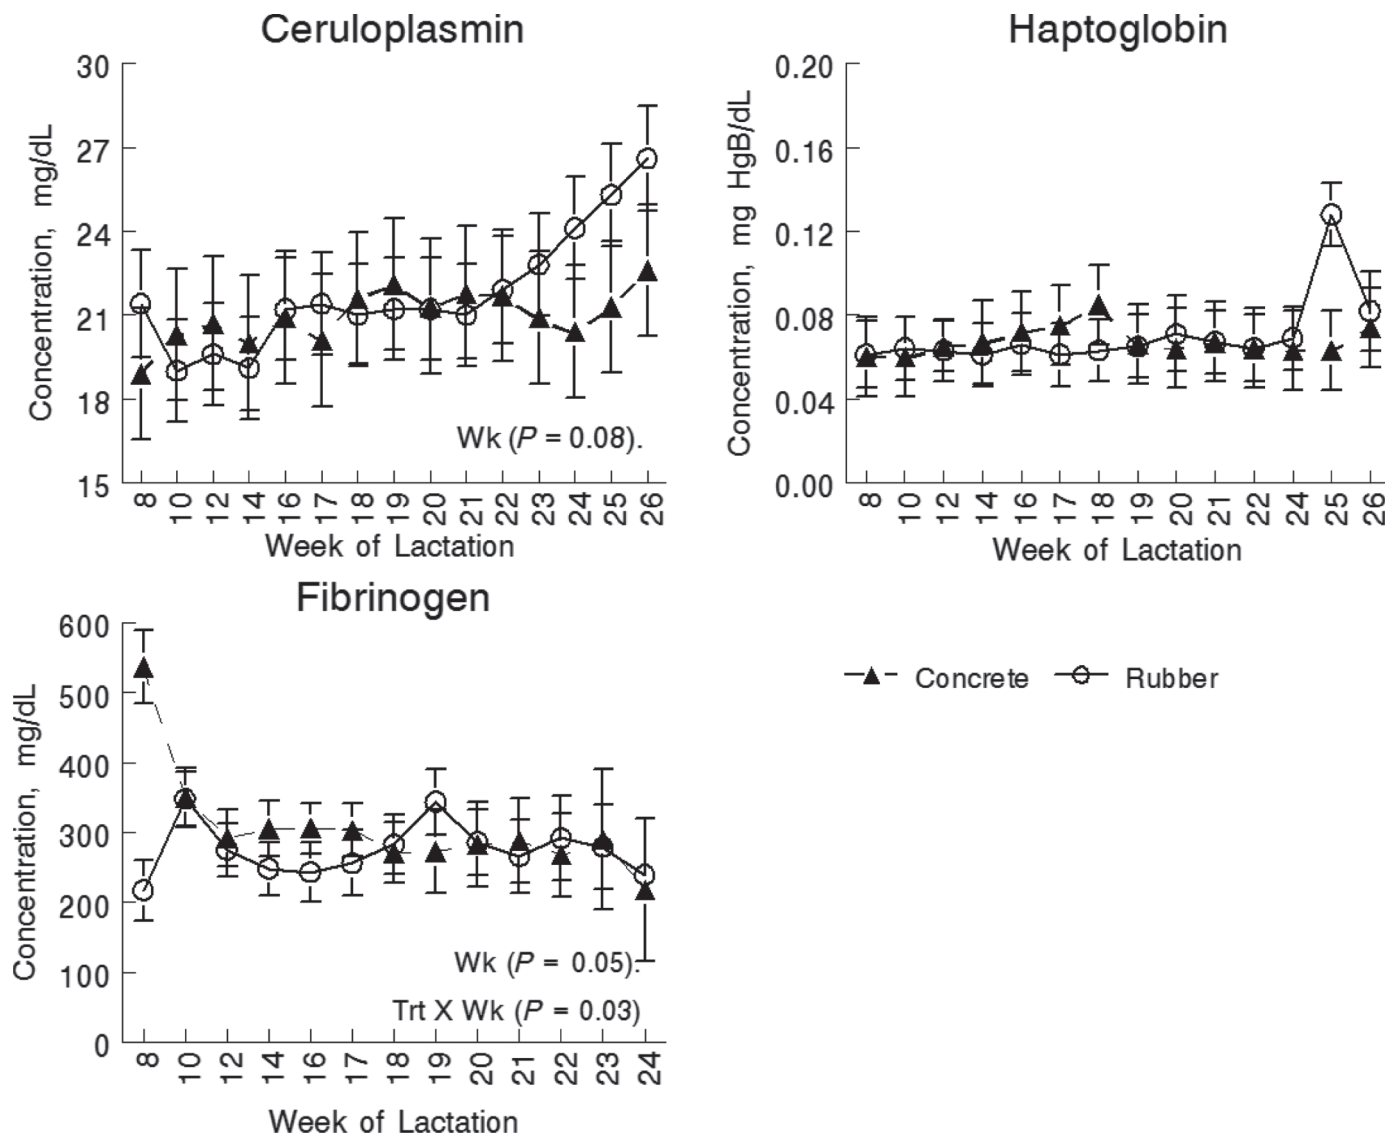 Ceruloplasmin
Concentration, mg/dL
30
27
24
21
18
15
Wk (P = 0.08).
8 10 12 14 16 17 18 19 20 21 22 23 24 25 26
Week of Lactation
Haptoglobin
Concentration, mg HgB/dL
0.20
0.16
0.12
0.08
0.04
0.00
8 10 12 14 16 17 18 19 20 21 22 24 25 26
Week of Lactation
Fibrinogen
Concentration, mg/dL
600
500
400
300
200
100
0
Wk (P = 0.05).
Trt X Wk (P = 0.03)
8 10 12 14 16 17 18 19 20 21 22 23 24
Week of Lactation
Concrete Rubber